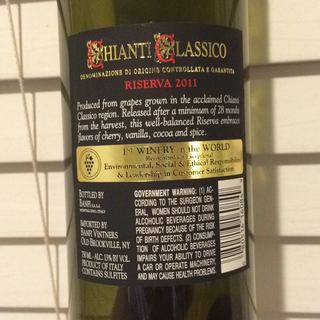 CHIANTI CLASSICO
DENOMINAZIONE DI ORIGINE CONTROLLATA E GARANTITA
RISERVA 2011
Produced from grapes grown in the acclaimed Chianti
Classico region. Released after a minimum of 28 months
from the harvest, this well-balanced Riserva embraces
flavors of cherry, vanilla, cocoa and spice.
1st WINERY in the WORLD
Recognized for Exceptional
Environmental, Social & Ethical Responsibility
& Leadership in Customer Satisfaction
BOTTLED BY
BANFI
IMPORTED BY
BANFI VINTNERS
OLD BROOKVILLE, NY
750 ML - ALC. 13% BY VOL.
PRODUCT OF ITALY
CONTAINS SULFITES
GOVERNMENT WARNING: (1) AC-
CORDING TO THE SURGEON GEN-
ERAL, WOMEN SHOULD NOT DRINK
ALCOHOLIC BEVERAGES DURING
PREGNANCY BECAUSE OF THE RISK
OF BIRTH DEFECTS. (2) CONSUMP-
TION OF ALCOHOLIC BEVERAGES
IMPAIRS YOUR ABILITY TO DRIVE
A CAR OR OPERATE MACHINERY,
AND MAY CAUSE HEALTH PROBLEMS.